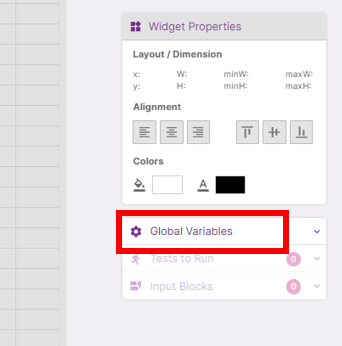 Widget Properties
Layout / Dimension
x: W: minW: maxW:
y: H: minH: maxH:
Alignment
Colors
A
Global Variables
Tests to Run 0
Input Blocks 0